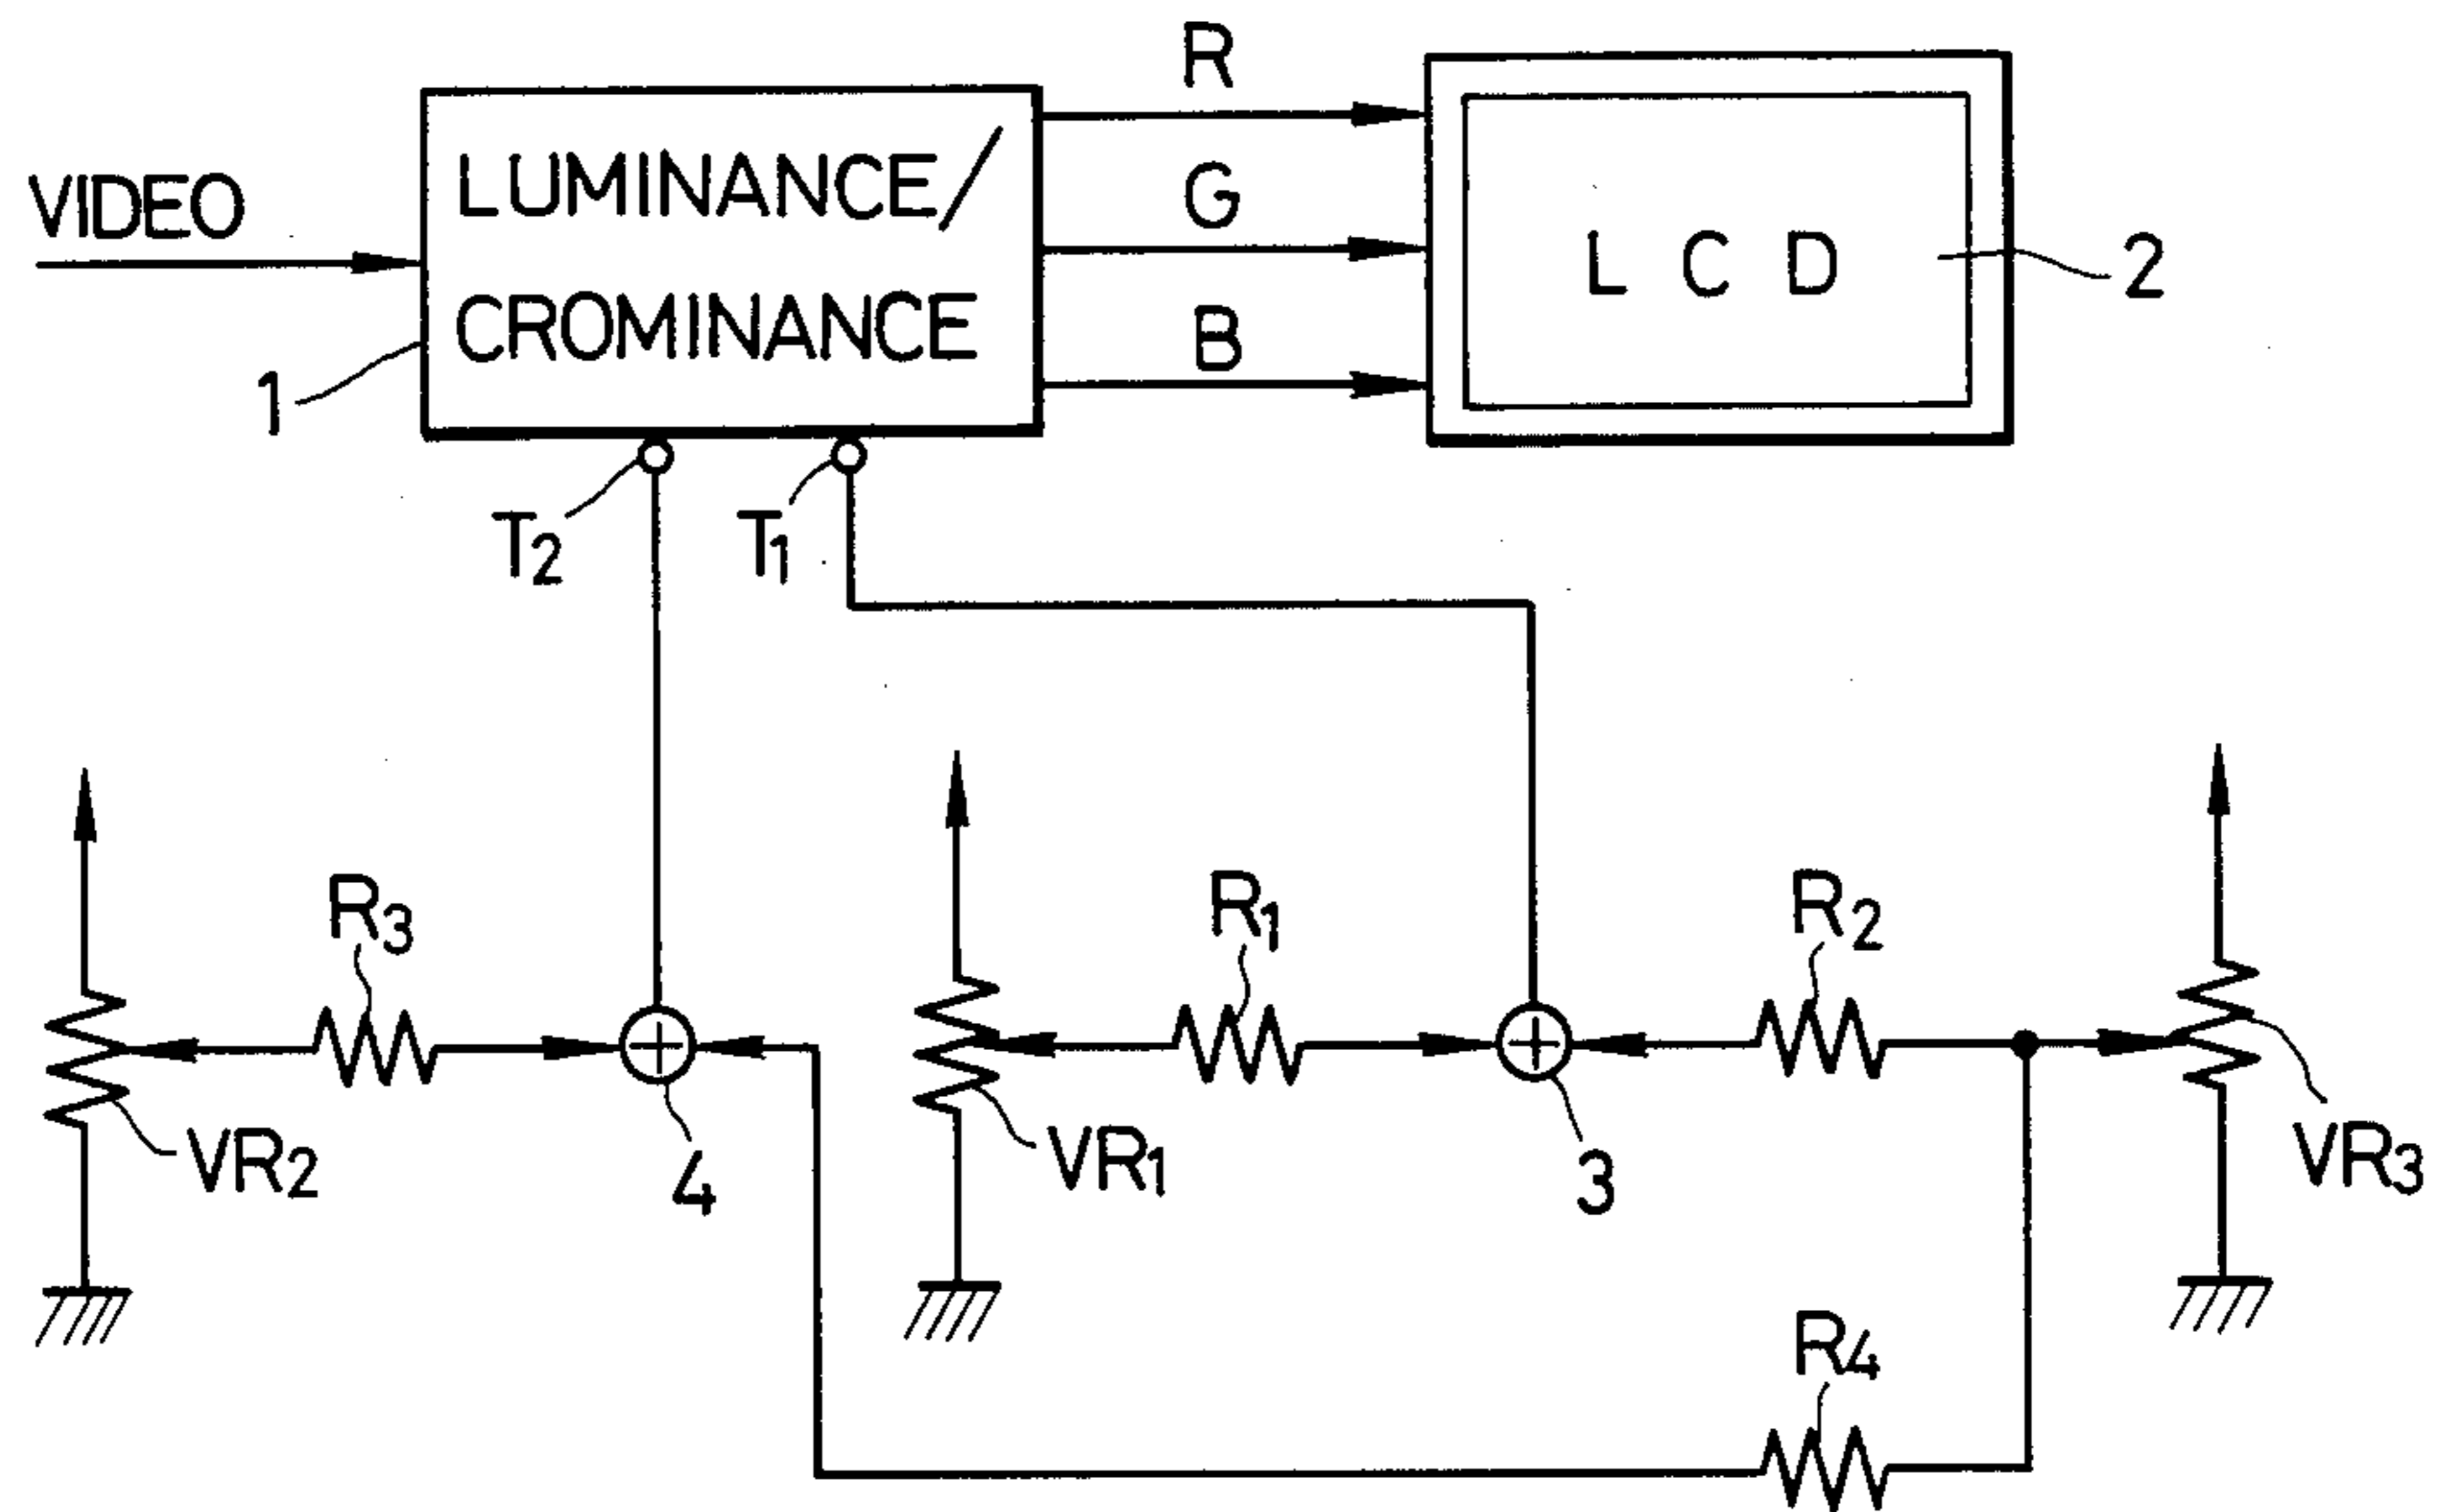 R
VIDEO
LUMINANCE/
CROMINANCE
G
B
L C D
2
1
T2
T1
R3
R1
R2
VR2
4
VR1
3
VR3
R4